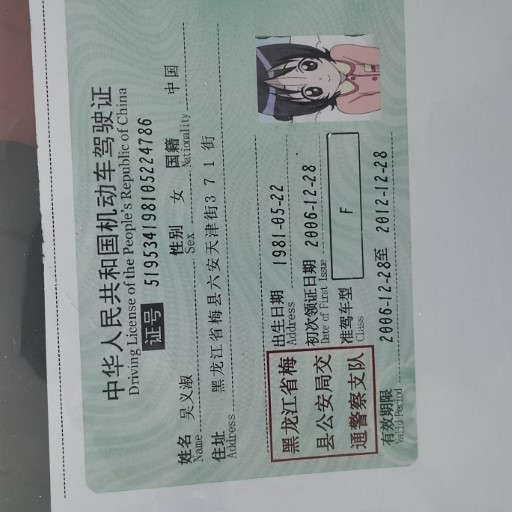 中华人民共和国机动车驾驶证
Driving License of the People's Republic of China
证号 519534198105224786
姓名 吴义淑 性别 女 国籍 中国
Name Sex Nationality
住址 黑龙江省梅县六安天津街371街
Address
出生日期 1981-05-22
Address
黑龙江省梅
县公安局交
通警察支队
初次领证日期 2006-12-28
Date of First Issue
准驾车型 F
Class
有效期限 2006-12-28至 2012-12-28
Valid Period